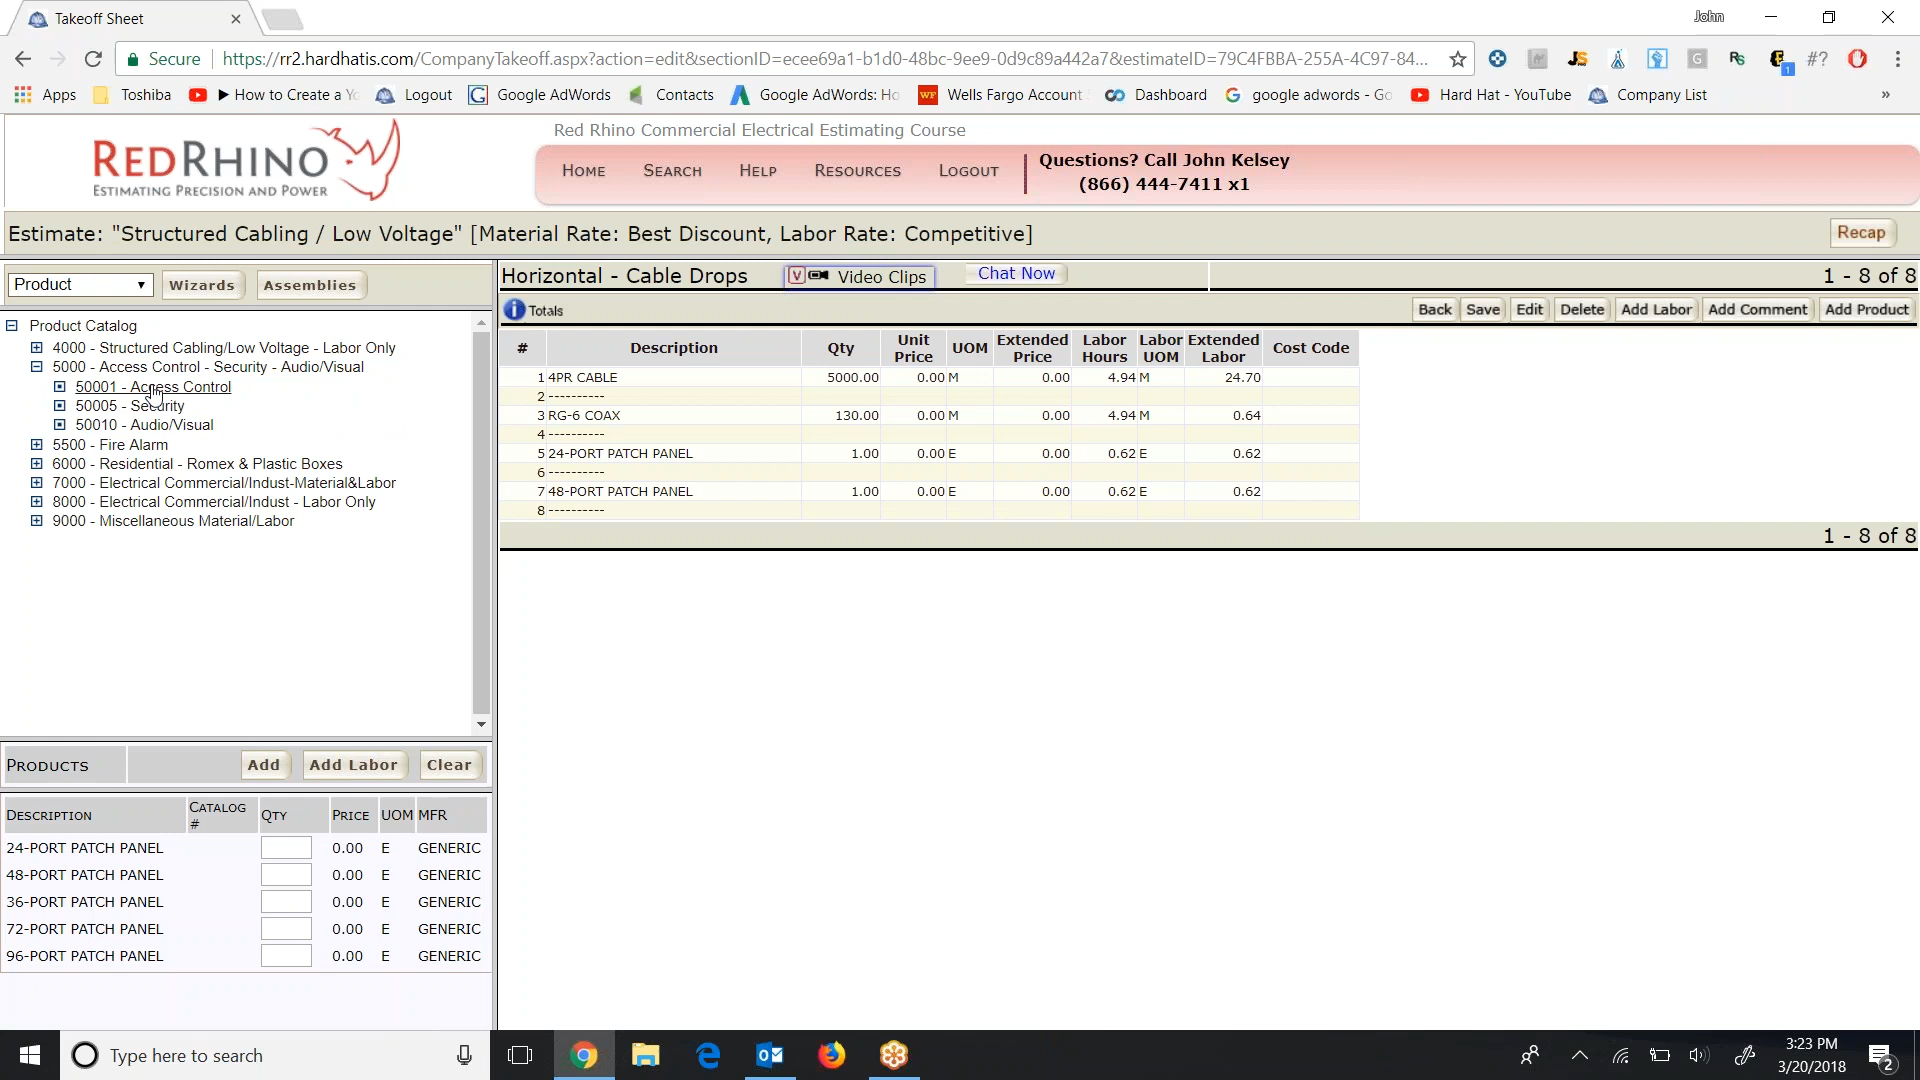 Takeoff Sheet
John
Secure https://rr2.hardhatis.com/CompanyTakeoff.aspx?action=edit&sectionID=ecee69a1-b1d0-48bc-9ee9-0d9c89a442a7&estimateID=79C4FBBA-255A-4C97-84...
JS G Rs 1 #?
Apps Toshiba ▶ How to Create a Yo Logout Google AdWords Contacts Google AdWords: Ho WF Wells Fargo Account Dashboard google adwords - Go Hard Hat - YouTube Company List »
REDRHINO
ESTIMATING PRECISION AND POWER
Red Rhino Commercial Electrical Estimating Course
HOME SEARCH HELP RESOURCES LOGOUT
Questions? Call John Kelsey
(866) 444-7411 x1
Estimate: "Structured Cabling / Low Voltage" [Material Rate: Best Discount, Labor Rate: Competitive]
Recap
Product Wizards Assemblies
Product Catalog
4000 - Structured Cabling/Low Voltage - Labor Only
5000 - Access Control - Security - Audio/Visual
50001 - Access Control
50005 - Security
50010 - Audio/Visual
5500 - Fire Alarm
6000 - Residential - Romex & Plastic Boxes
7000 - Electrical Commercial/Indust-Material&Labor
8000 - Electrical Commercial/Indust - Labor Only
9000 - Miscellaneous Material/Labor
PRODUCTS Add Add Labor Clear
DESCRIPTION CATALOG # QTY PRICE UOM MFR
24-PORT PATCH PANEL 0.00 E GENERIC
48-PORT PATCH PANEL 0.00 E GENERIC
36-PORT PATCH PANEL 0.00 E GENERIC
72-PORT PATCH PANEL 0.00 E GENERIC
96-PORT PATCH PANEL 0.00 E GENERIC
Horizontal - Cable Drops V Video Clips Chat Now 1 - 8 of 8
Totals Back Save Edit Delete Add Labor Add Comment Add Product
# Description Qty Unit Price UOM Extended Price Labor Hours Labor UOM Extended Labor Cost Code
1 4PR CABLE 5000.00 0.00 M 0.00 4.94 M 24.70
2 ----------
3 RG-6 COAX 130.00 0.00 M 0.00 4.94 M 0.64
4 ----------
5 24-PORT PATCH PANEL 1.00 0.00 E 0.00 0.62 E 0.62
6 ----------
7 48-PORT PATCH PANEL 1.00 0.00 E 0.00 0.62 E 0.62
8 ----------
1 - 8 of 8
Type here to search
3:23 PM
3/20/2018
2